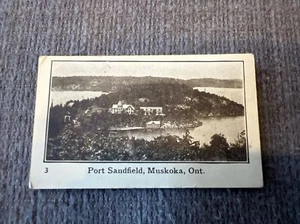 3 Port Sandfield, Muskoka, Ont.